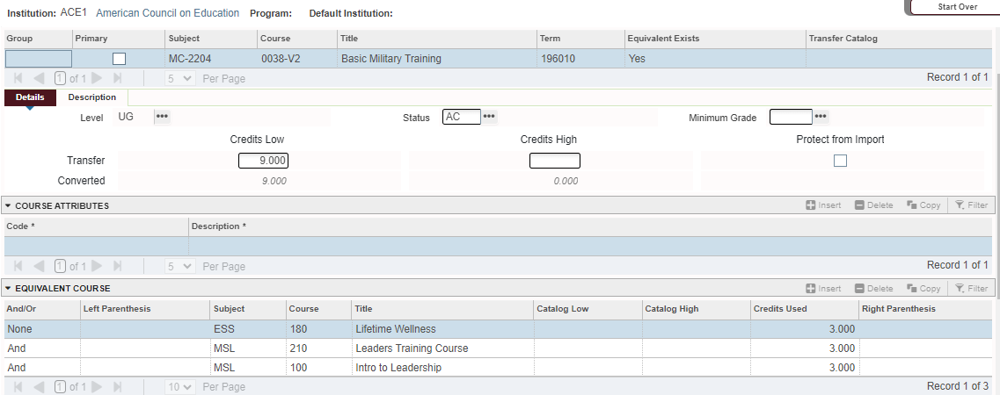 Institution: ACE1 American Council on Education Program: Default Institution:
Start Over
Group Primary Subject Course Title Term Equivalent Exists Transfer Catalog
MC-2204 0038-V2 Basic Military Training 196010 Yes
1 of 1 5 Per Page Record 1 of 1
Details Description
Level UG ••• Status AC ••• Minimum Grade •••
Credits Low Credits High Protect from Import
Transfer 9.000
Converted 9.000 0.000
COURSE ATTRIBUTES Insert Delete Copy Filter
Code * Description *
1 of 1 5 Per Page Record 1 of 1
EQUIVALENT COURSE Insert Delete Copy Filter
And/Or Left Parenthesis Subject Course Title Catalog Low Catalog High Credits Used Right Parenthesis
None ESS 180 Lifetime Wellness 3.000
And MSL 210 Leaders Training Course 3.000
And MSL 100 Intro to Leadership 3.000
1 of 1 10 Per Page Record 1 of 3